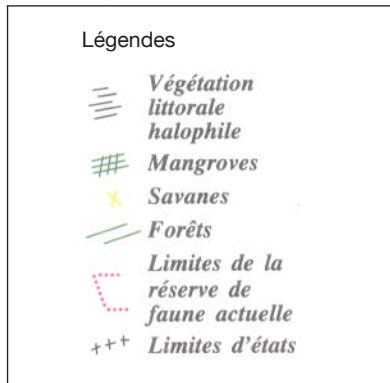 Légendes
Végétation
littorale
halophile
Mangroves
Savanes
Forêts
Limites de la
réserve de
faune actuelle
Limites d'états